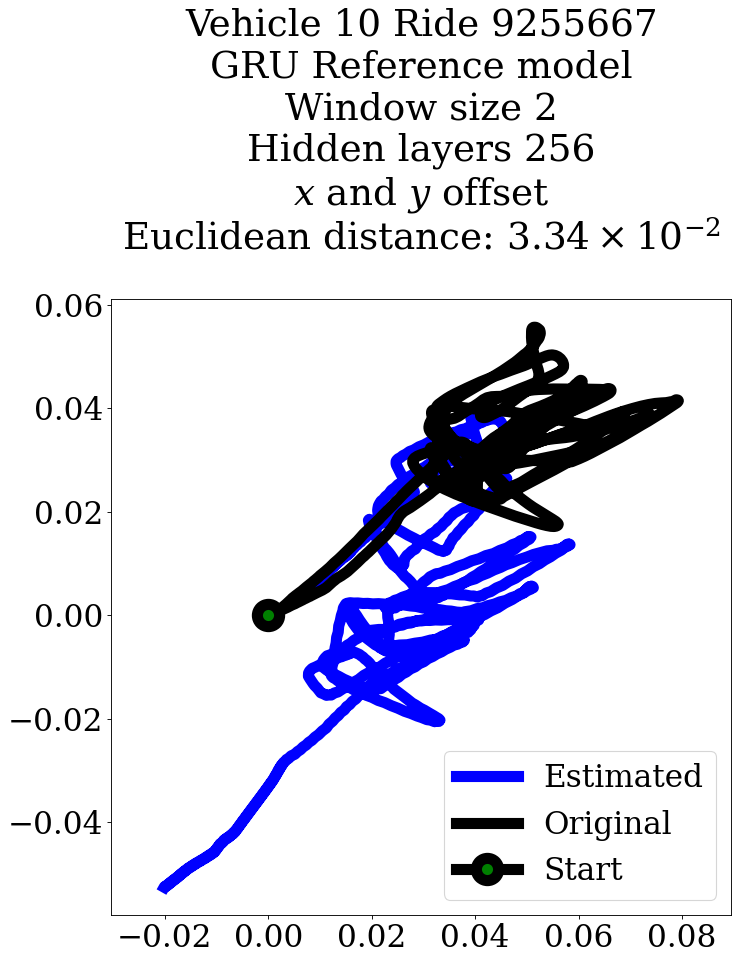 Vehicle 10 Ride 9255667
GRU Reference model
Window size 2
Hidden layers 256
x and y offset
Euclidean distance: 3.34 × 10⁻²
0.06
0.04
0.02
0.00
−0.02
−0.04
Estimated
Original
Start
−0.02 0.00 0.02 0.04 0.06 0.08